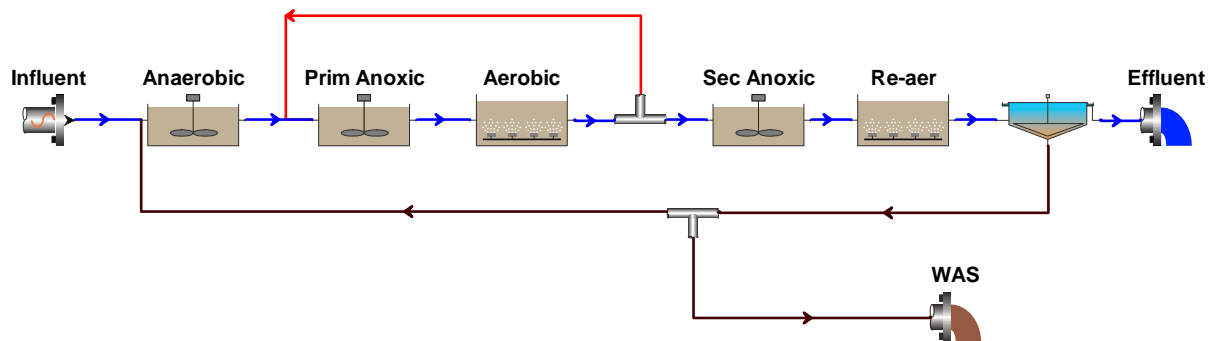 Influent
Anaerobic
Prim Anoxic
Aerobic
Sec Anoxic
Re-aer
Effluent
WAS